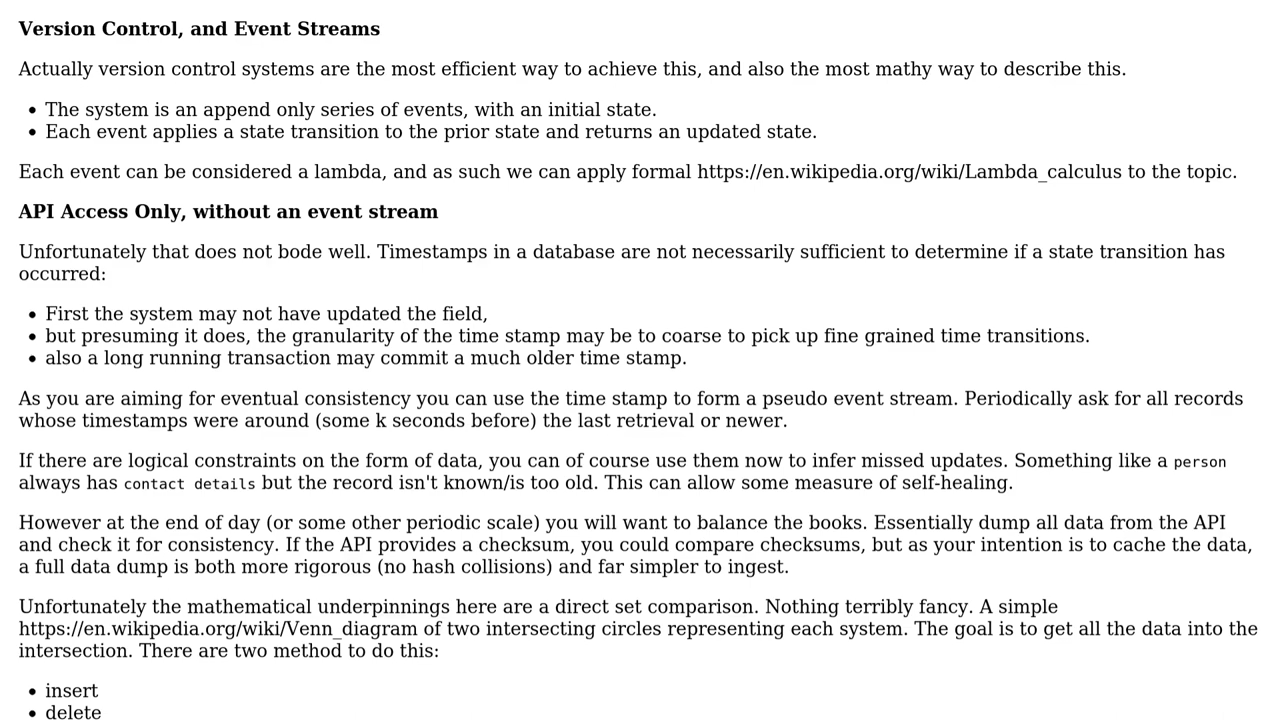 Version Control, and Event Streams
Actually version control systems are the most efficient way to achieve this, and also the most mathy way to describe this.
• The system is an append only series of events, with an initial state.
• Each event applies a state transition to the prior state and returns an updated state.
Each event can be considered a lambda, and as such we can apply formal https://en.wikipedia.org/wiki/Lambda_calculus to the topic.
API Access Only, without an event stream
Unfortunately that does not bode well. Timestamps in a database are not necessarily sufficient to determine if a state transition has
occurred:
• First the system may not have updated the field,
• but presuming it does, the granularity of the time stamp may be to coarse to pick up fine grained time transitions.
• also a long running transaction may commit a much older time stamp.
As you are aiming for eventual consistency you can use the time stamp to form a pseudo event stream. Periodically ask for all records
whose timestamps were around (some k seconds before) the last retrieval or newer.
If there are logical constraints on the form of data, you can of course use them now to infer missed updates. Something like a person
always has contact details but the record isn't known/is too old. This can allow some measure of self-healing.
However at the end of day (or some other periodic scale) you will want to balance the books. Essentially dump all data from the API
and check it for consistency. If the API provides a checksum, you could compare checksums, but as your intention is to cache the data,
a full data dump is both more rigorous (no hash collisions) and far simpler to ingest.
Unfortunately the mathematical underpinnings here are a direct set comparison. Nothing terribly fancy. A simple
https://en.wikipedia.org/wiki/Venn_diagram of two intersecting circles representing each system. The goal is to get all the data into the
intersection. There are two method to do this:
• insert
• delete